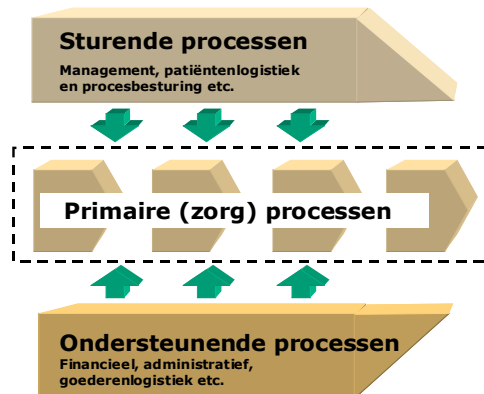 Sturende processen
Management, patiëntenlogistiek
en procesbesturing etc.
Primaire (zorg) processen
Ondersteunende processen
Financieel, administratief,
goederenlogistiek etc.